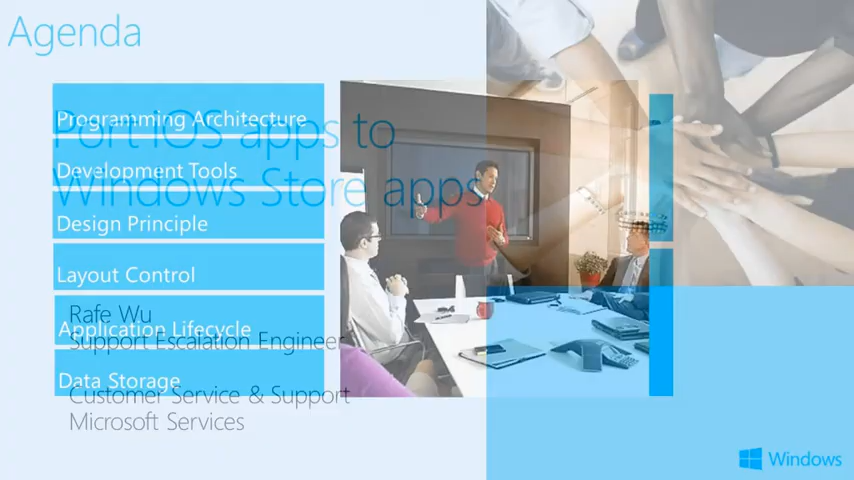 Agenda
Programming Architecture
Port iOS apps to
Development Tools
Windows Store apps
Design Principle
Layout Control
Rafe Wu
Application Lifecycle
Support Escalation Engineer
Data Storage
Customer Service & Support
Microsoft Services
Windows